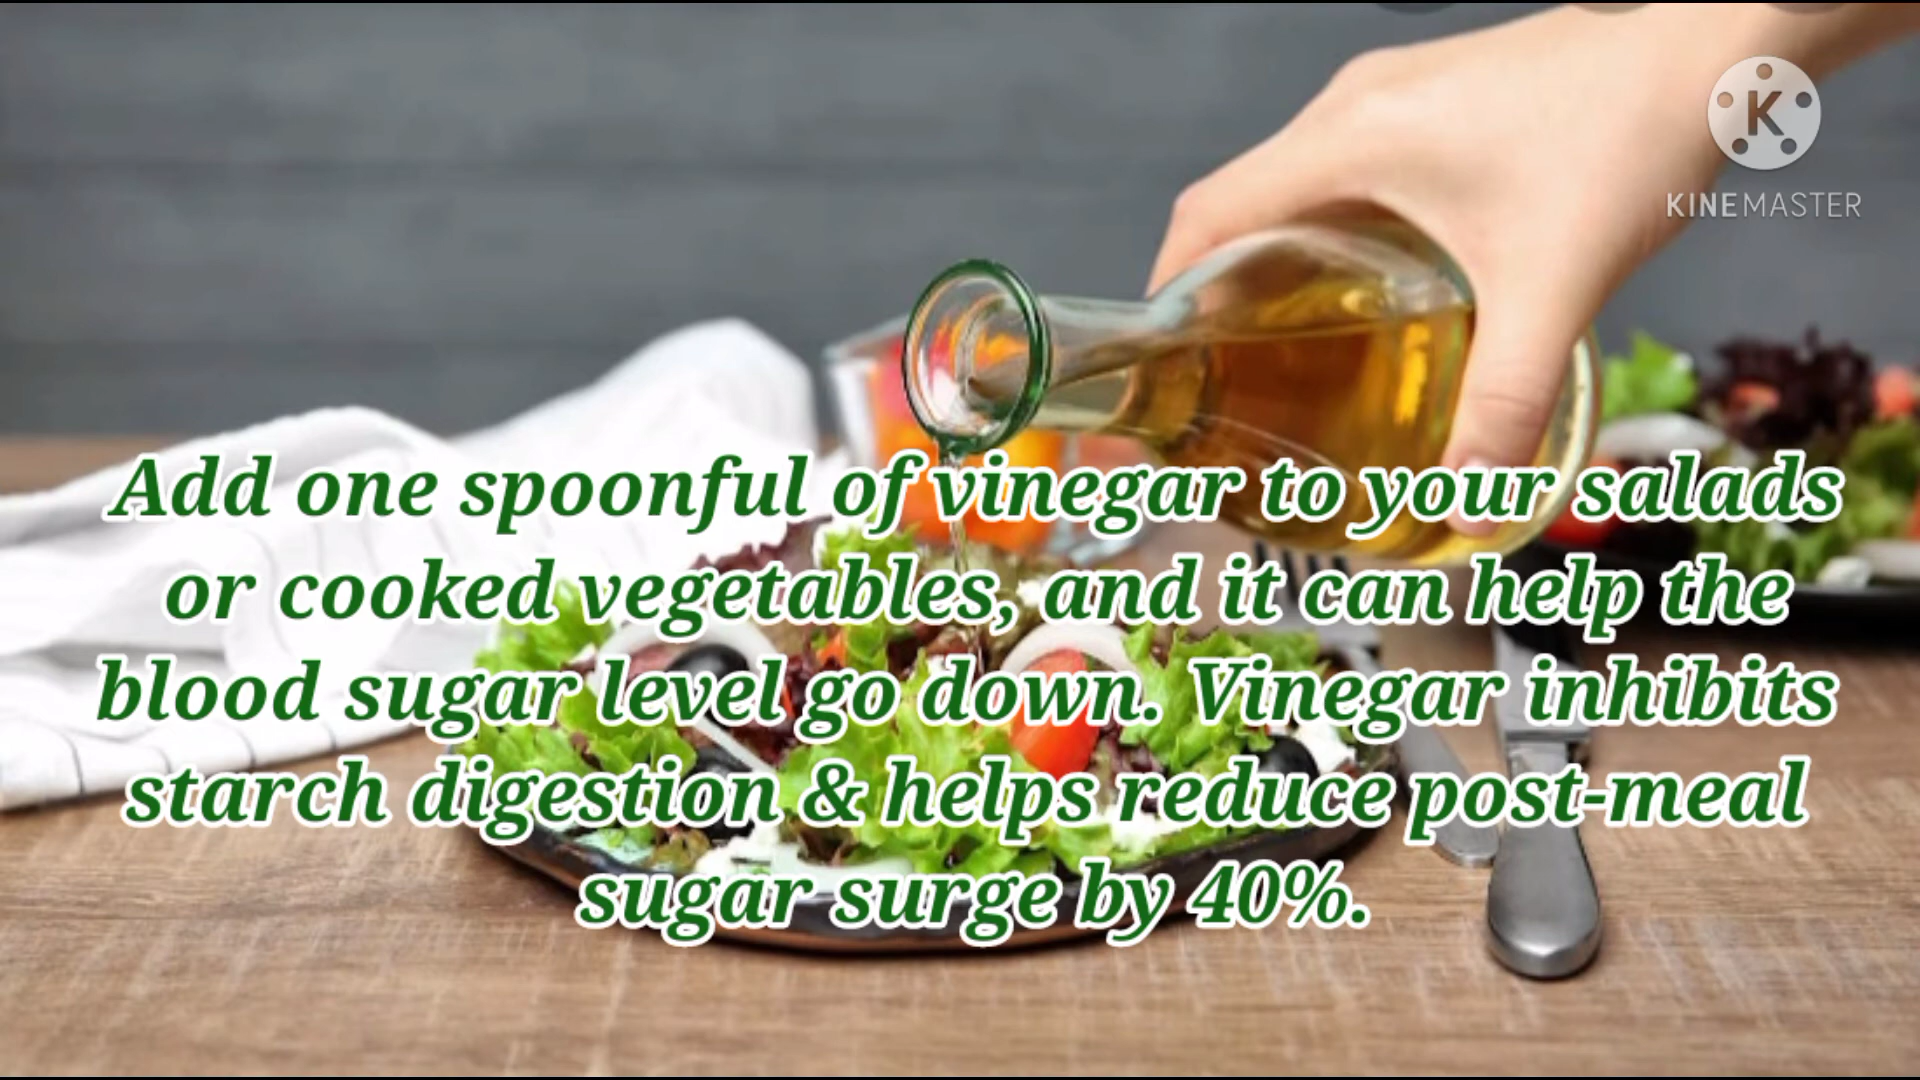 K
KINEMASTER
Add one spoonful of vinegar to your salads
or cooked vegetables, and it can help the
blood sugar level go down. Vinegar inhibits
starch digestion & helps reduce post-meal
sugar surge by 40%.